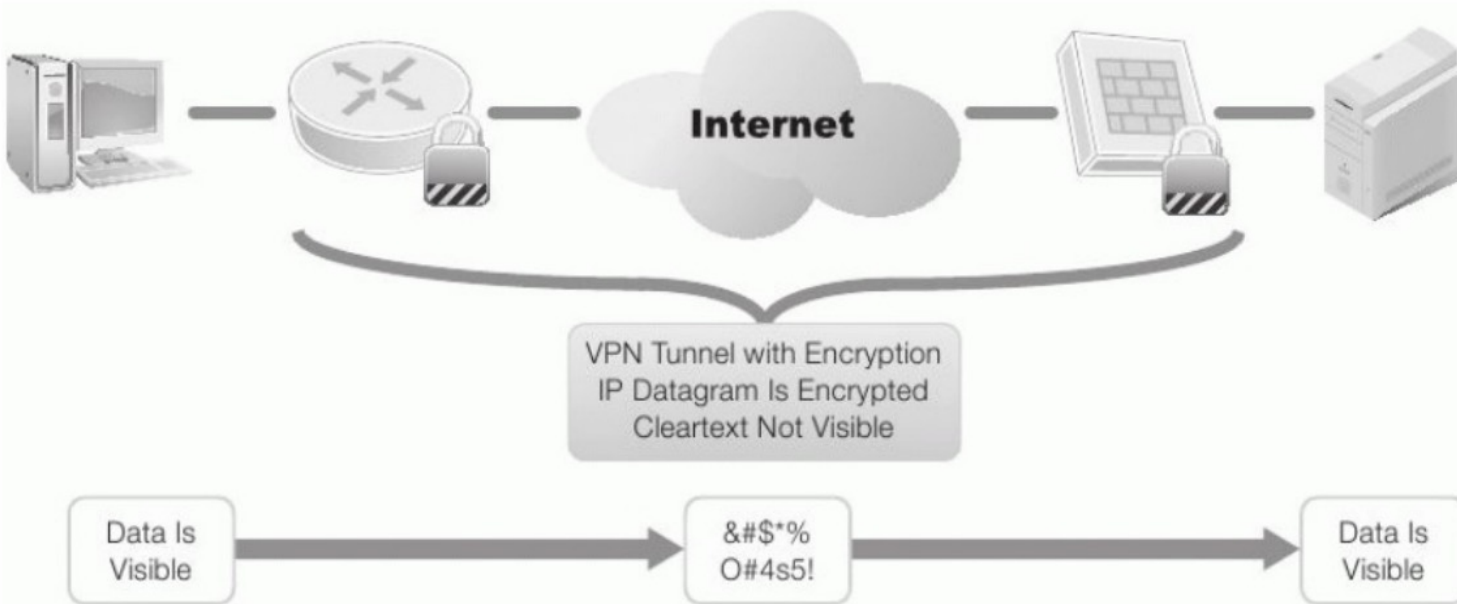 Internet
VPN Tunnel with Encryption
IP Datagram Is Encrypted
Cleartext Not Visible
Data Is
Visible
&#$*%
O#4s5!
Data Is
Visible